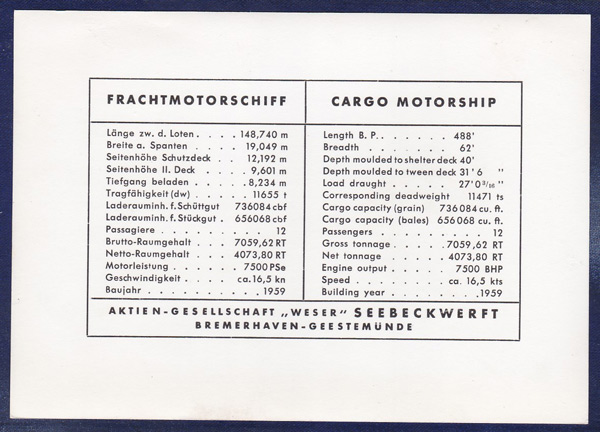 FRACHTMOTORSCHIFF
Länge zw. d. Loten . . . . 148,740 m
Breite a. Spanten . . . . 19,049 m
Seitenhöhe Schutzdeck . . 12,192 m
Seitenhöhe II. Deck . . . . 9,601 m
Tiefgang beladen . . . . . 8,234 m
Tragfähigkeit (dw) . . . . 11655 t
Laderauminh. f. Schüttgut 736084 cbf
Laderauminh. f. Stückgut . 656068 cbf
Passagiere . . . . . . . . . 12
Brutto-Raumgehalt . . . 7059,62 RT
Netto-Raumgehalt . . . 4073,80 RT
Motorleistung . . . . . 7500 PSe
Geschwindigkeit . . . . ca. 16,5 kn
Baujahr . . . . . . . . . . 1959
CARGO MOTORSHIP
Length B. P. . . . . . . 488'
Breadth . . . . . . . . 62'
Depth moulded to shelter deck 40'
Depth moulded to tween deck 31' 6 "
Load draught . . . . . 27' 0 3/16 "
Corresponding deadweight 11471 ts
Cargo capacity (grain) 736084 cu. ft.
Cargo capacity (bales) 656068 cu. ft.
Passengers . . . . . . . . 12
Gross tonnage . . . . 7059,62 RT
Net tonnage . . . . . 4073,80 RT
Engine output . . . . . 7500 BHP
Speed . . . . . . . ca. 16,5 kts
Building year . . . . . . . . 1959
AKTIEN-GESELLSCHAFT „WESER" SEEBECKWERFT
BREMERHAVEN-GEESTEMÜNDE